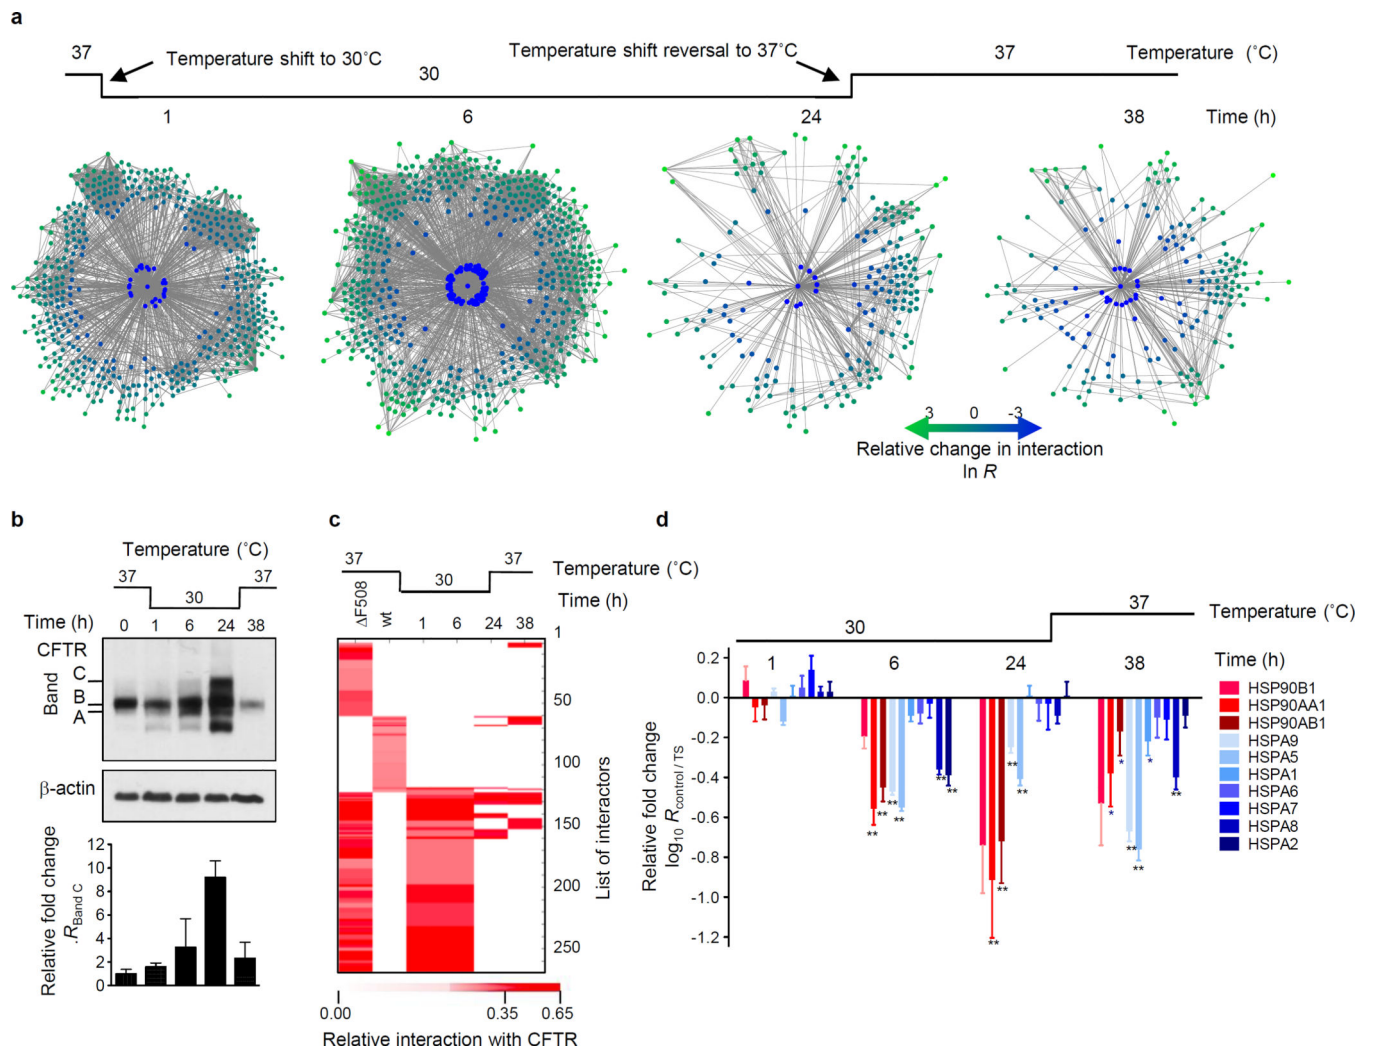 a
37
Temperature shift to 30˚C
30
Temperature shift reversal to 37˚C
37
Temperature (˚C)
1
6
24
38
Time (h)
3 0 -3
Relative change in interaction
ln R
b
Temperature (˚C)
37 37
30
Time (h) 0 1 6 24 38
CFTR
Band
C
B
A
β-actin
Relative fold change
.R Band C
12
10
8
6
4
2
0
c
37 37
30
Temperature (˚C)
Time (h)
ΔF508 wt 1 6 24 38
1
50
100
150
200
250
List of interactors
0.00 0.35 0.65
Relative interaction with CFTR
d
37
30
Temperature (˚C)
1 6 24 38
Time (h)
Relative fold change
log10 R control / TS
0.2
0.0
-0.2
-0.4
-0.6
-0.8
-1.0
-1.2
** ** ** ** ** **
** ** ** **
* * ** ** * **
HSP90B1
HSP90AA1
HSP90AB1
HSPA9
HSPA5
HSPA1
HSPA6
HSPA7
HSPA8
HSPA2